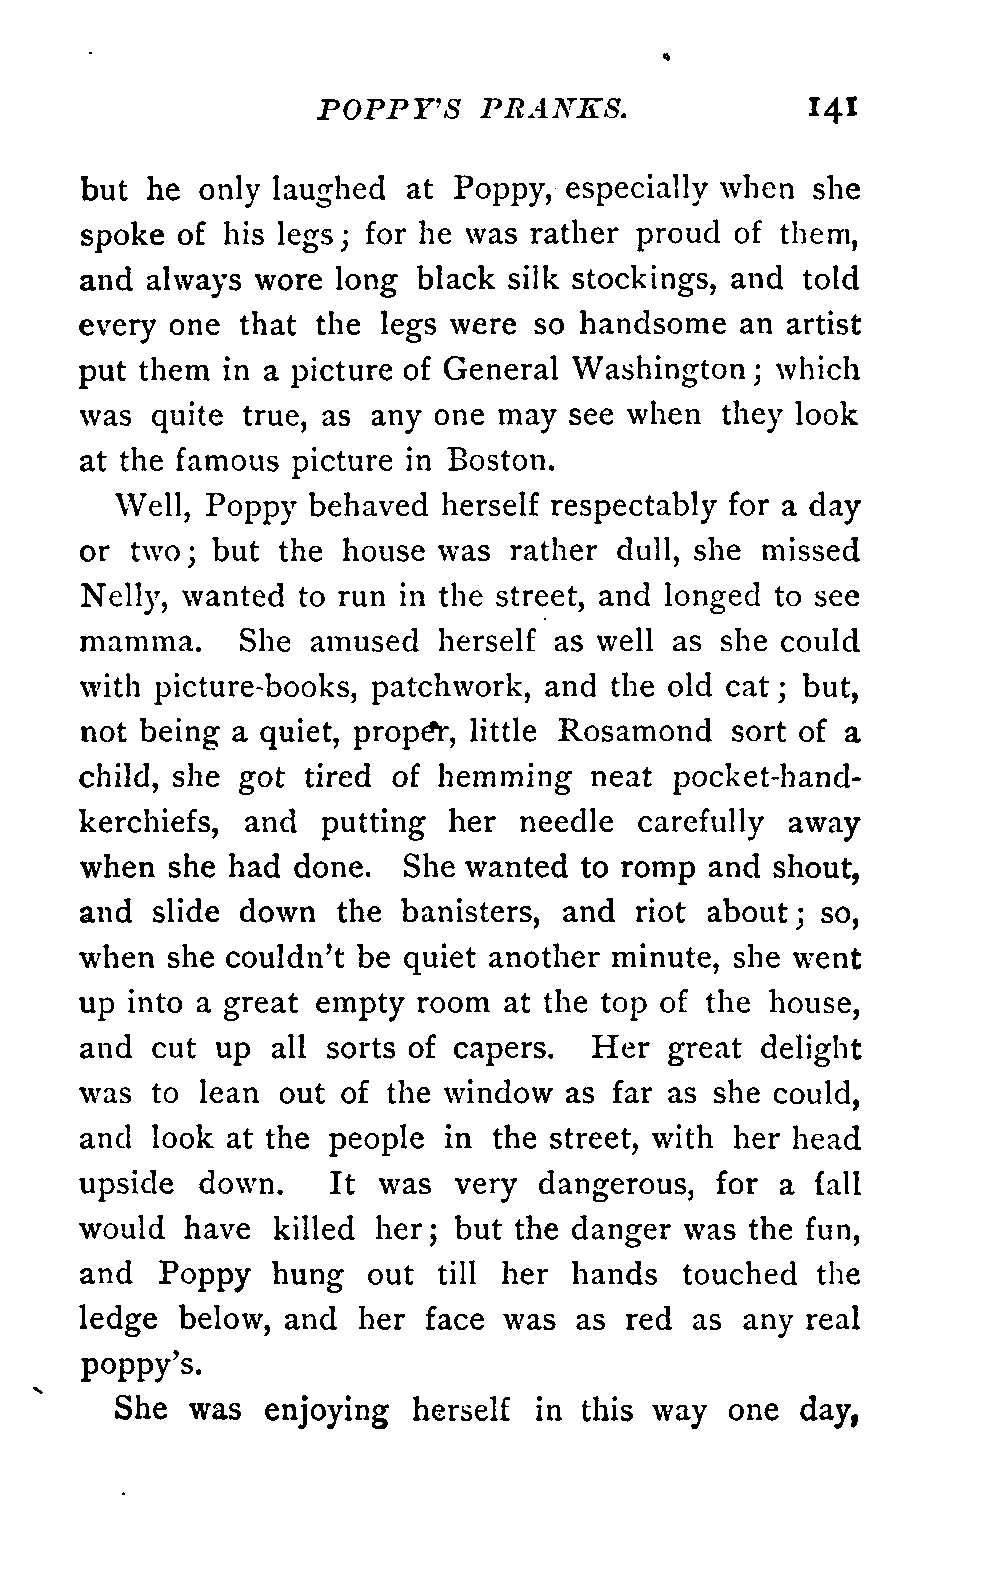 POPPY'S PRANKS. 141
but he only laughed at Poppy, especially when she
spoke of his legs; for he was rather proud of them,
and always wore long black silk stockings, and told
every one that the legs were so handsome an artist
put them in a picture of General Washington; which
was quite true, as any one may see when they look
at the famous picture in Boston.
Well, Poppy behaved herself respectably for a day
or two; but the house was rather dull, she missed
Nelly, wanted to run in the street, and longed to see
mamma. She amused herself as well as she could
with picture-books, patchwork, and the old cat; but,
not being a quiet, proper, little Rosamond sort of a
child, she got tired of hemming neat pocket-hand-
kerchiefs, and putting her needle carefully away
when she had done. She wanted to romp and shout,
and slide down the banisters, and riot about; so,
when she couldn't be quiet another minute, she went
up into a great empty room at the top of the house,
and cut up all sorts of capers. Her great delight
was to lean out of the window as far as she could,
and look at the people in the street, with her head
upside down. It was very dangerous, for a fall
would have killed her; but the danger was the fun,
and Poppy hung out till her hands touched the
ledge below, and her face was as red as any real
poppy's.
She was enjoying herself in this way one day,